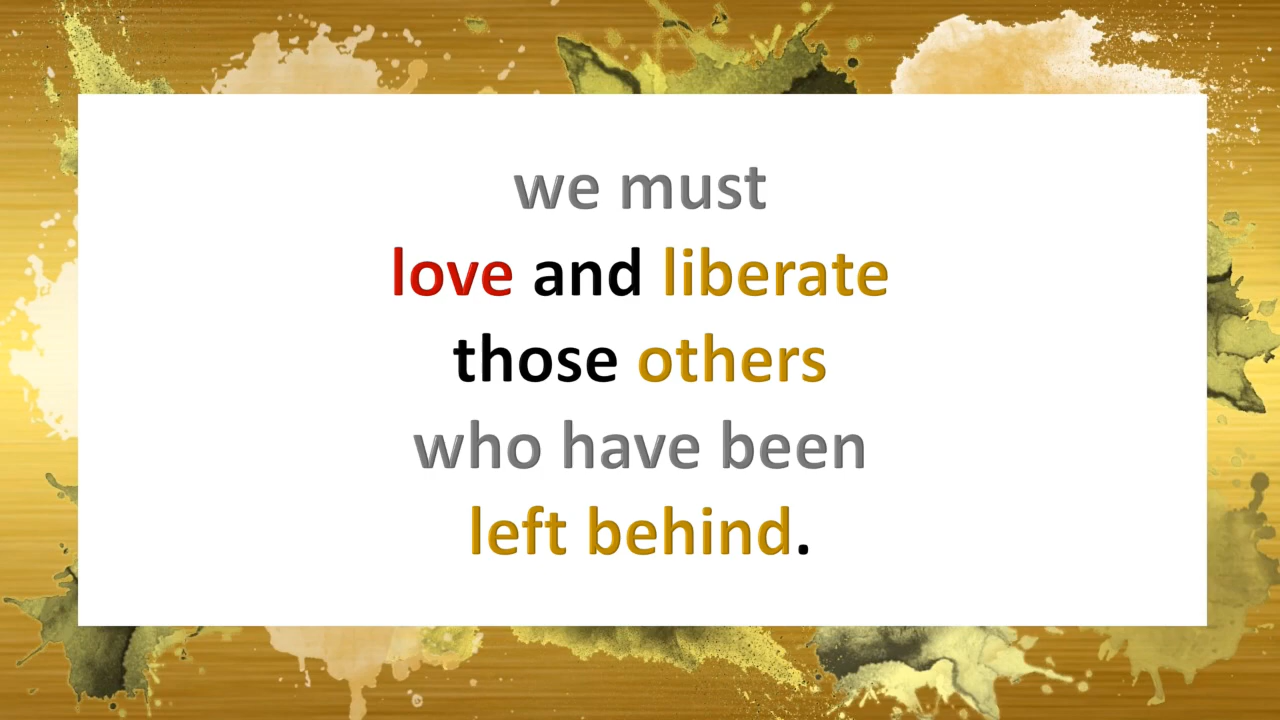 we must
love and liberate
those others
who have been
left behind.